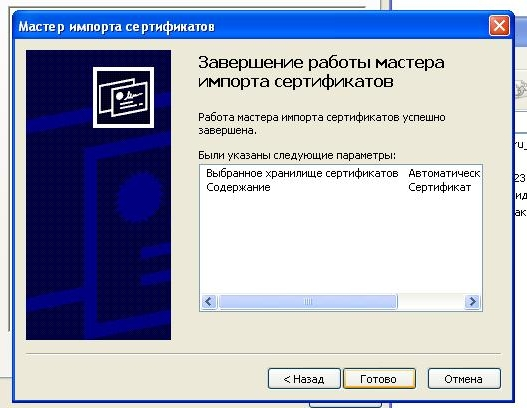 Мастер импорта сертификатов
Завершение работы мастера
импорта сертификатов
Работа мастера импорта сертификатов успешно
завершена.
Были указаны следующие параметры:
Выбранное хранилище сертификатов Автоматическ
Содержание Сертификат
< Назад Готово Отмена